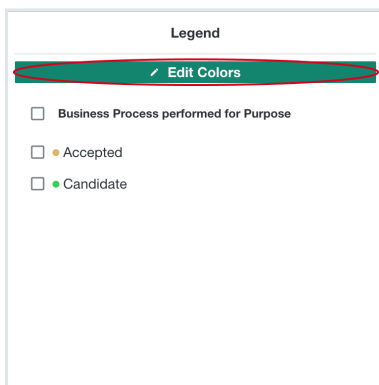 Legend
Edit Colors
Business Process performed for Purpose
Accepted
Candidate